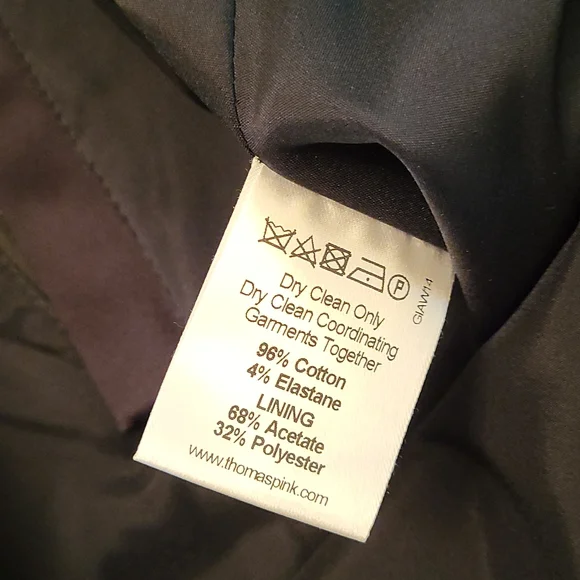 P
Dry Clean Only
Dry Clean Coordinating
Garments Together
96% Cotton
4% Elastane
LINING
68% Acetate
32% Polyester
www.thomaspink.com
GIAW14